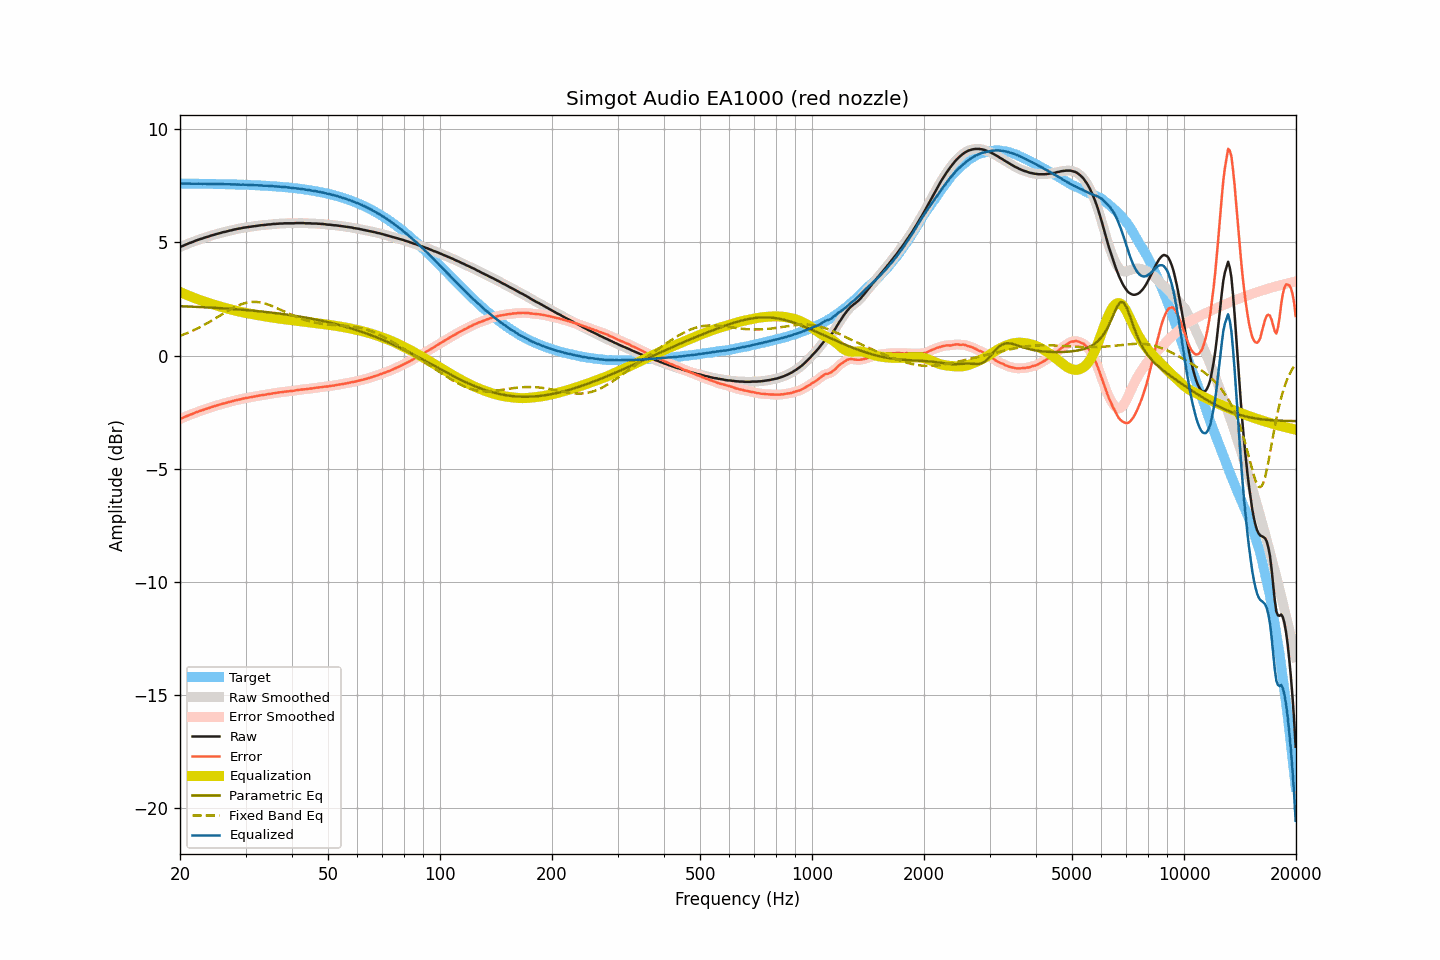 Simgot Audio EA1000 (red nozzle)
Amplitude (dBr)
10
5
0
−5
−10
−15
−20
Target
Raw Smoothed
Error Smoothed
Raw
Error
Equalization
Parametric Eq
Fixed Band Eq
Equalized
20 50 100 200 500 1000 2000 5000 10000 20000
Frequency (Hz)